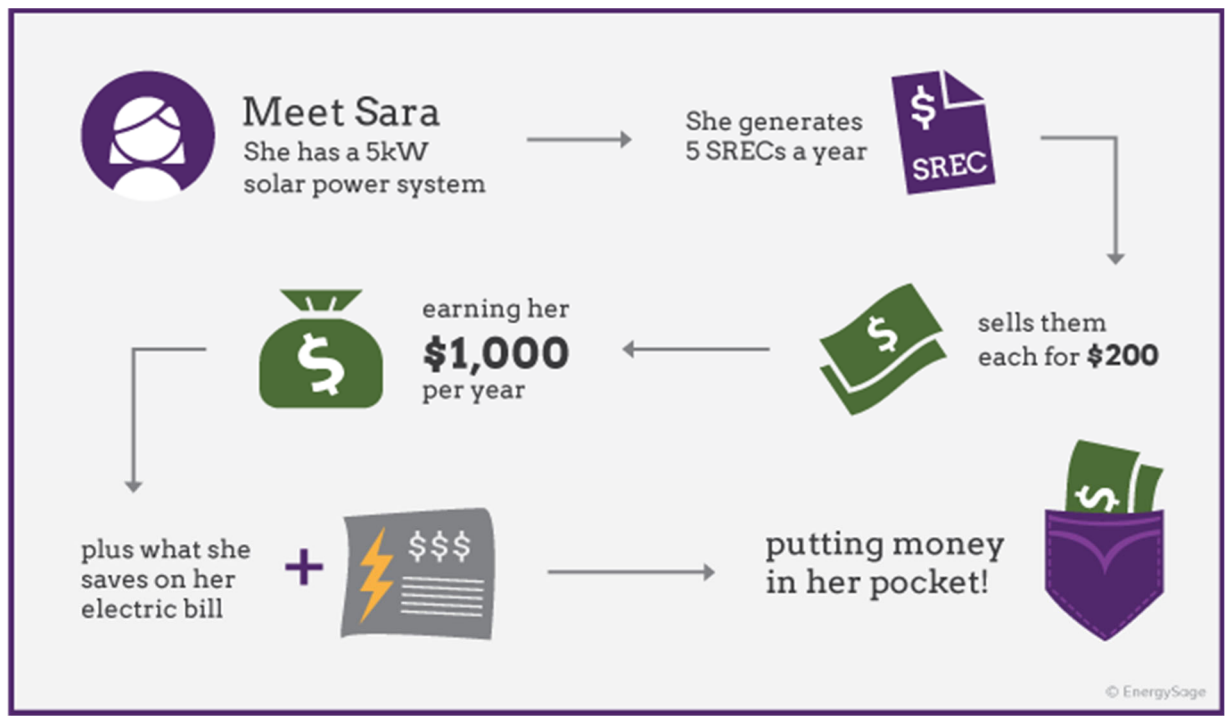 Meet Sara
She has a 5kW
solar power system
She generates
5 SRECs a year
$
SREC
sells them
each for $200
$
earning her
$1,000
per year
$
plus what she
saves on her
electric bill
+
$$$
putting money
in her pocket!
$
© EnergySage